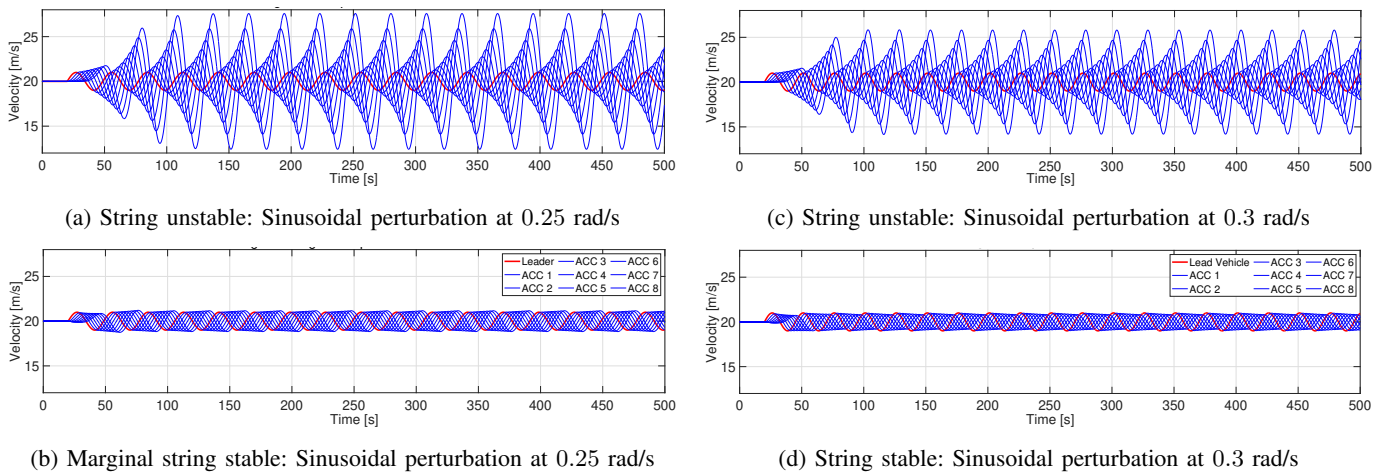 25
20
15
Velocity [m/s]
0 50 100 150 200 250 300 350 400 450 500
Time [s]
(a) String unstable: Sinusoidal perturbation at 0.25 rad/s
25
20
15
Velocity [m/s]
0 50 100 150 200 250 300 350 400 450 500
Time [s]
(c) String unstable: Sinusoidal perturbation at 0.3 rad/s
25
20
15
Velocity [m/s]
Leader ACC 3 ACC 6
ACC 1 ACC 4 ACC 7
ACC 2 ACC 5 ACC 8
0 50 100 150 200 250 300 350 400 450 500
Time [s]
(b) Marginal string stable: Sinusoidal perturbation at 0.25 rad/s
25
20
15
Velocity [m/s]
Lead Vehicle ACC 3 ACC 6
ACC 1 ACC 4 ACC 7
ACC 2 ACC 5 ACC 8
0 50 100 150 200 250 300 350 400 450 500
Time [s]
(d) String stable: Sinusoidal perturbation at 0.3 rad/s